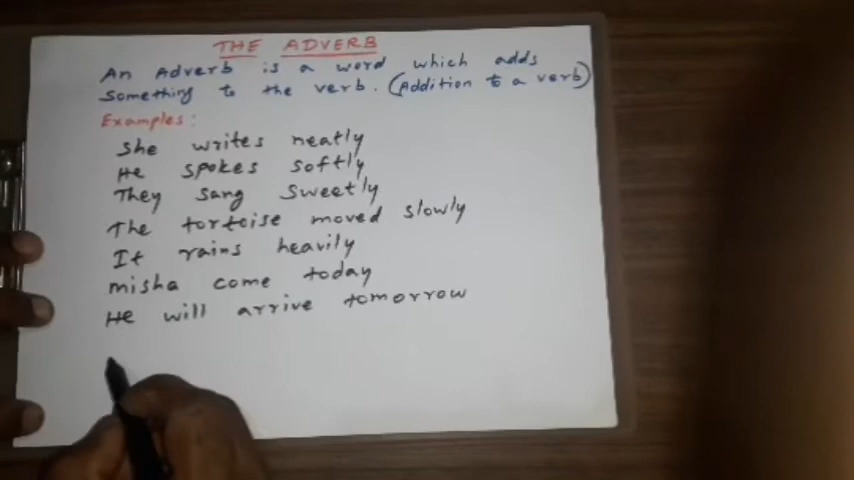 THE ADVERB
An Adverb is a word which adds
something to the verb. (Addition to a verb)
Examples:
She writes neatly
He spokes softly
They sang sweetly
The tortoise moved slowly
It rains heavily
misha come today
He will arrive tomorrow